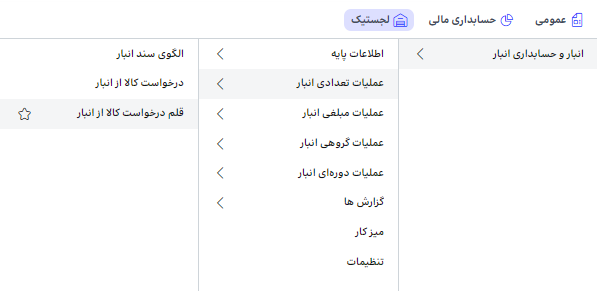 عمومی
حسابداری مالی
لجستیک
انبار و حسابداری انبار
اطلاعات پایه
عملیات تعدادی انبار
عملیات مبلغی انبار
عملیات گروهی انبار
عملیات دوره‌ای انبار
گزارش ها
میز کار
تنظیمات
الگوی سند انبار
درخواست کالا از انبار
قلم درخواست کالا از انبار